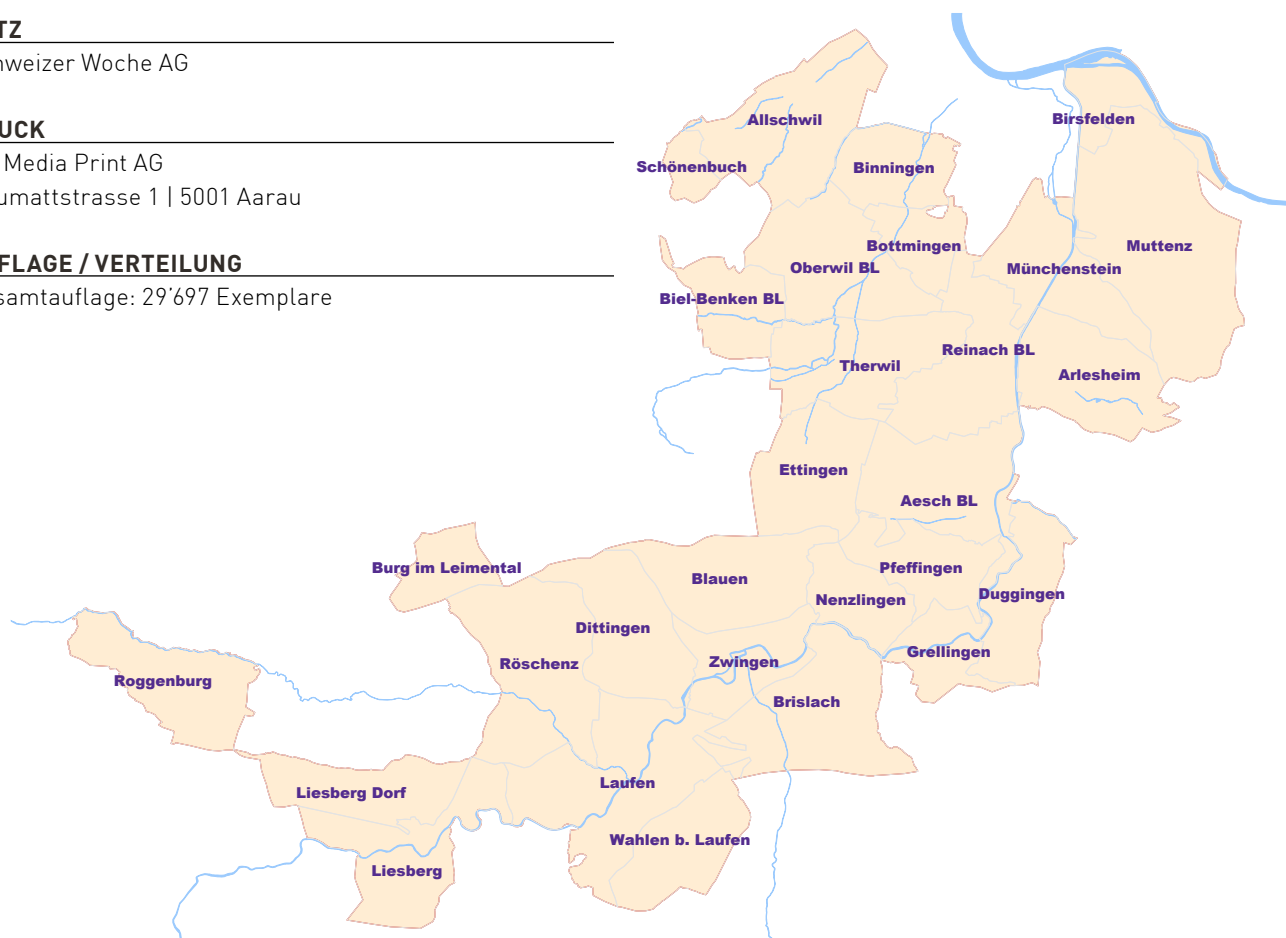 TZ
hweizer Woche AG
UCK
Media Print AG
umattstrasse 1 | 5001 Aarau
FLAGE / VERTEILUNG
samtauflage: 29'697 Exemplare
Allschwil
Birsfelden
Schönenbuch
Binningen
Bottmingen
Muttenz
Oberwil BL
Münchenstein
Biel-Benken BL
Reinach BL
Therwil
Arlesheim
Ettingen
Aesch BL
Burg im Leimental
Pfeffingen
Blauen
Duggingen
Nenzlingen
Dittingen
Grellingen
Zwingen
Röschenz
Roggenburg
Brislach
Laufen
Liesberg Dorf
Wahlen b. Laufen
Liesberg